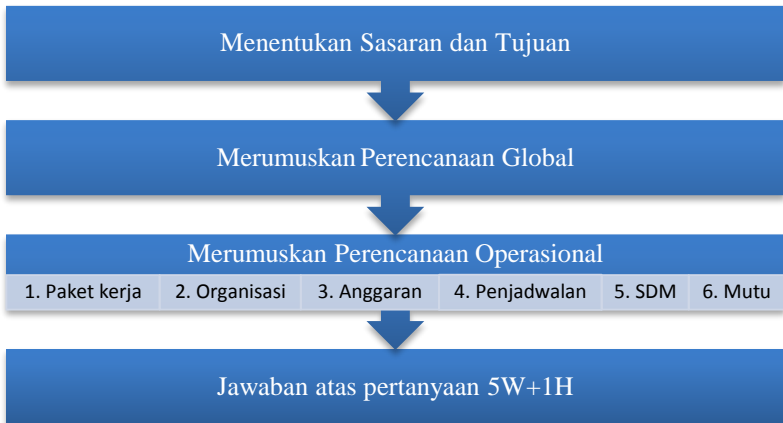 Menentukan Sasaran dan Tujuan
Merumuskan Perencanaan Global
Merumuskan Perencanaan Operasional
1. Paket kerja 2. Organisasi 3. Anggaran 4. Penjadwalan 5. SDM 6. Mutu
Jawaban atas pertanyaan 5W+1H